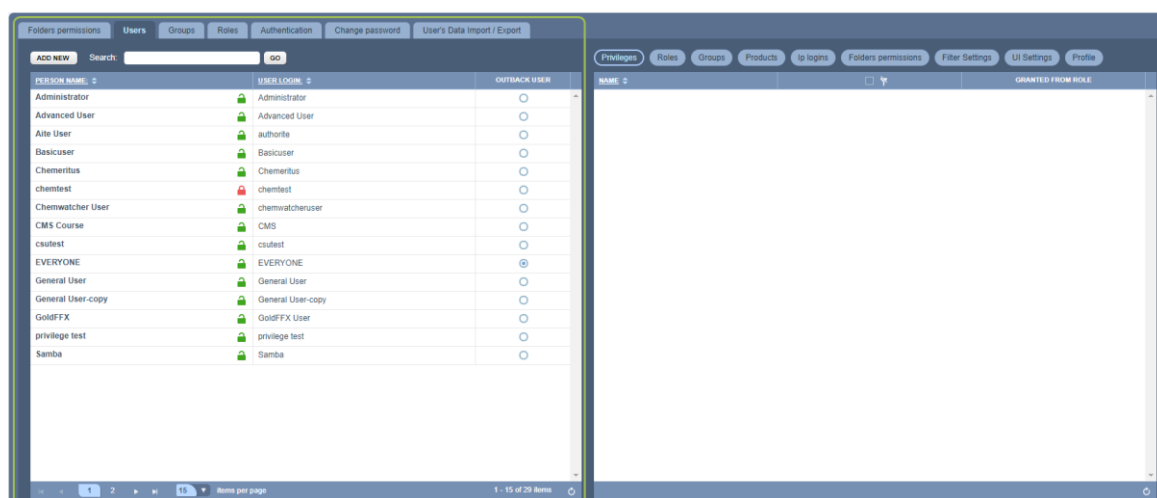 Folders permissions Users Groups Roles Authentication Change password User's Data Import / Export
ADD NEW Search: GO
PERSON NAME: USER LOGIN: OUTBACK USER
Administrator Administrator
Advanced User Advanced User
Aite User authorite
Basicuser Basicuser
Chemeritus Chemeritus
chemtest chemtest
Chemwatcher User chemwatcheruser
CMS Course CMS
csutest csutest
EVERYONE EVERYONE
General User General User
General User-copy General User-copy
GoldFFX GoldFFX User
privilege test privilege test
Samba Samba
1 2 15 items per page 1 - 15 of 29 items
Privileges Roles Groups Products Ip logins Folders permissions Filter Settings UI Settings Profile
NAME GRANTED FROM ROLE